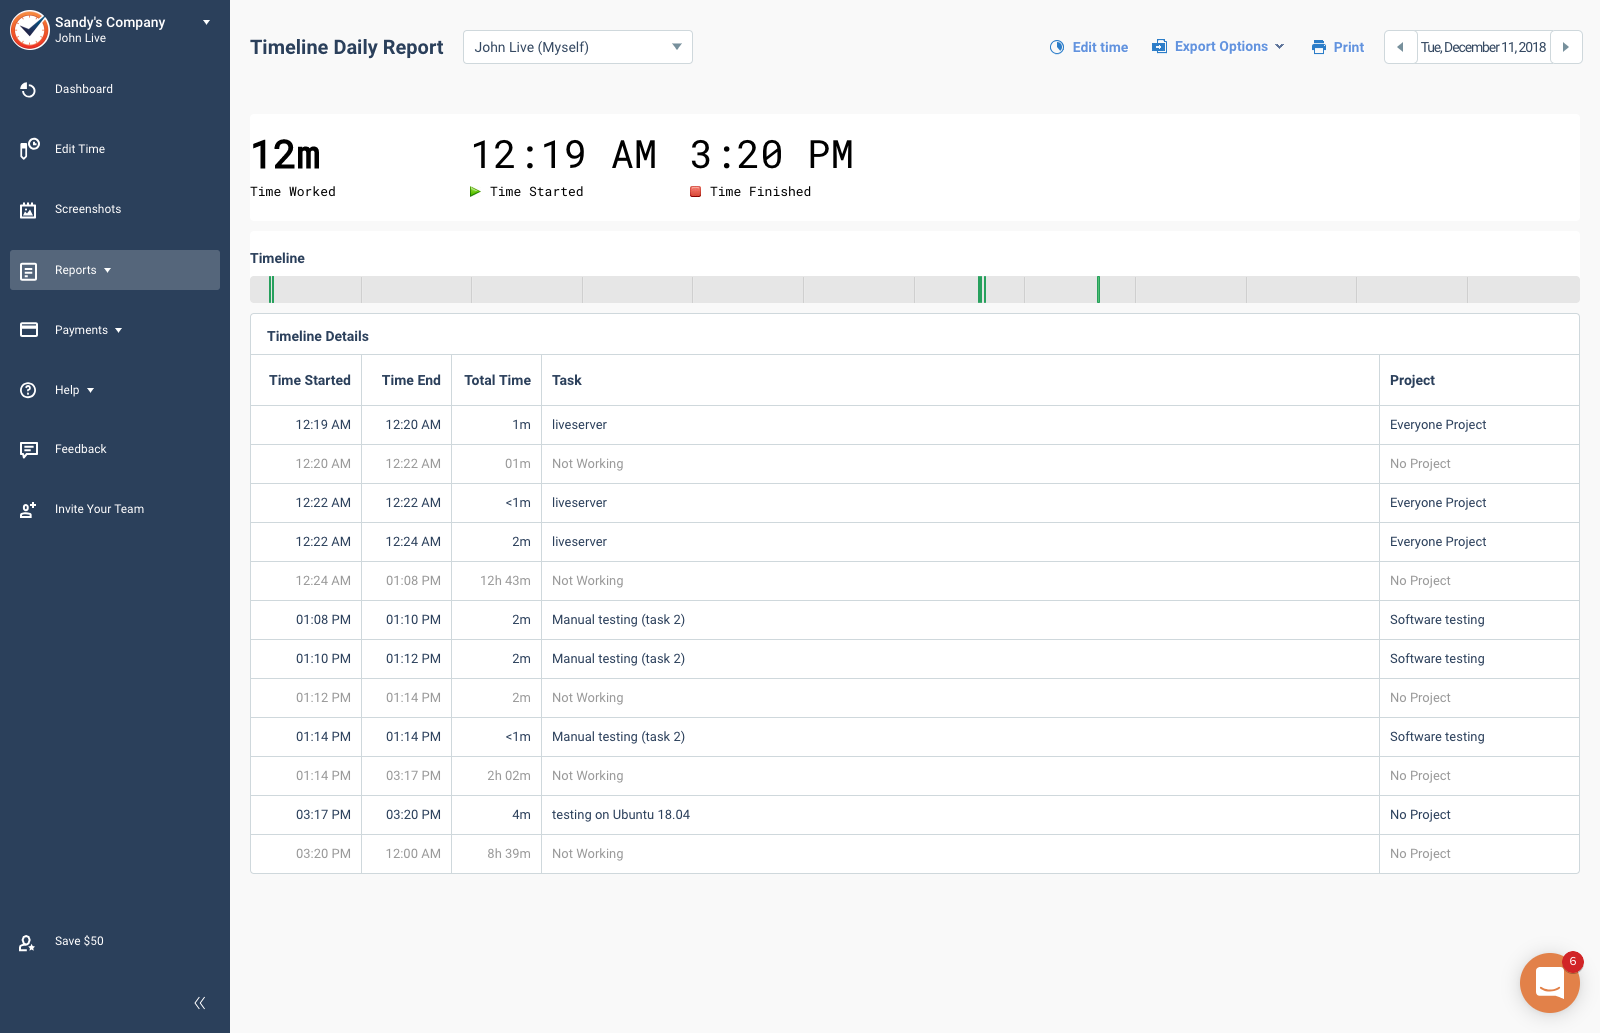 Sandy's Company
John Live
Dashboard
Edit Time
Screenshots
Reports
Payments
Help
Feedback
Invite Your Team
Save $50
Timeline Daily Report
John Live (Myself)
Edit time
Export Options
Print
Tue, December 11, 2018
12m
12:19 AM
3:20 PM
Time Worked
Time Started
Time Finished
Timeline
Timeline Details
Time Started Time End Total Time Task Project
12:19 AM 12:20 AM 1m liveserver Everyone Project
12:20 AM 12:22 AM 01m Not Working No Project
12:22 AM 12:22 AM <1m liveserver Everyone Project
12:22 AM 12:24 AM 2m liveserver Everyone Project
12:24 AM 01:08 PM 12h 43m Not Working No Project
01:08 PM 01:10 PM 2m Manual testing (task 2) Software testing
01:10 PM 01:12 PM 2m Manual testing (task 2) Software testing
01:12 PM 01:14 PM 2m Not Working No Project
01:14 PM 01:14 PM <1m Manual testing (task 2) Software testing
01:14 PM 03:17 PM 2h 02m Not Working No Project
03:17 PM 03:20 PM 4m testing on Ubuntu 18.04 No Project
03:20 PM 12:00 AM 8h 39m Not Working No Project
6